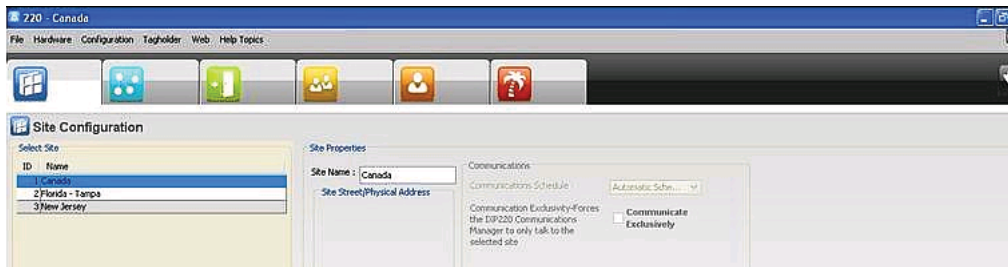 220 - Canada
File Hardware Configuration Tagholder Web Help Topics
Site Configuration
Select Site
ID Name
1 Canada
2 Florida - Tampa
3 New Jersey
Site Properties
Site Name : Canada
Site Street/Physical Address
Communications
Communications Schedule Automatic Sche...
Communication Exclusivity-Forces
the DIP220 Communications
Manager to only talk to the
selected site
Communicate
Exclusively